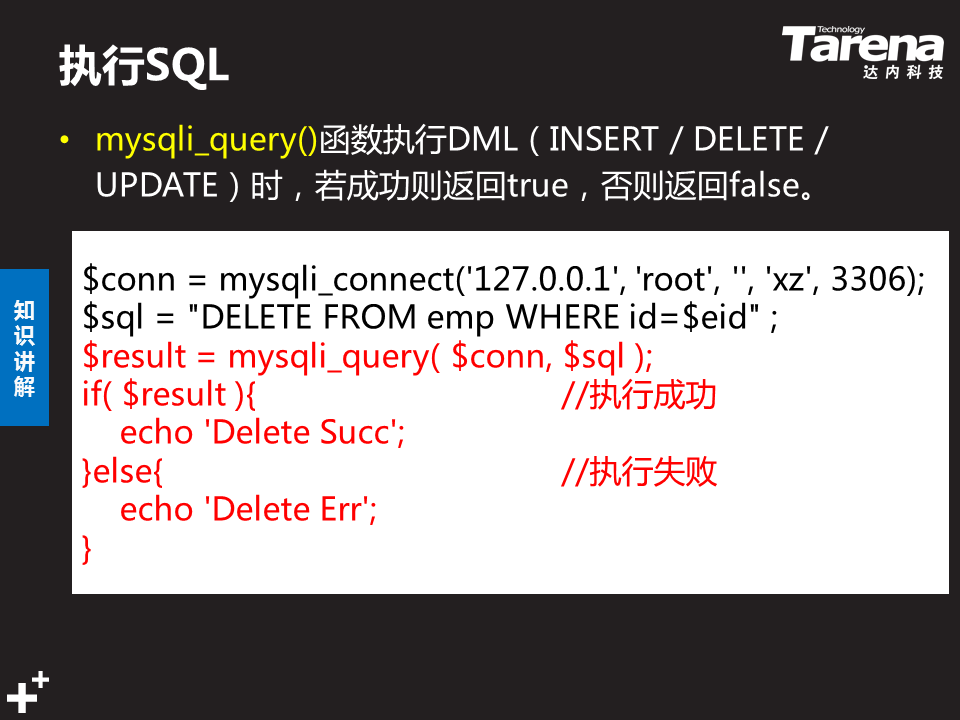 执行SQL
Technology
Tarena
达内科技
• mysqli_query()函数执行DML（INSERT / DELETE /
UPDATE）时，若成功则返回true，否则返回false。
知
识
讲
解
$conn = mysqli_connect('127.0.0.1', 'root', '', 'xz', 3306);
$sql = "DELETE FROM emp WHERE id=$eid" ;
$result = mysqli_query( $conn, $sql );
if( $result ){ //执行成功
    echo 'Delete Succ';
}else{ //执行失败
    echo 'Delete Err';
}